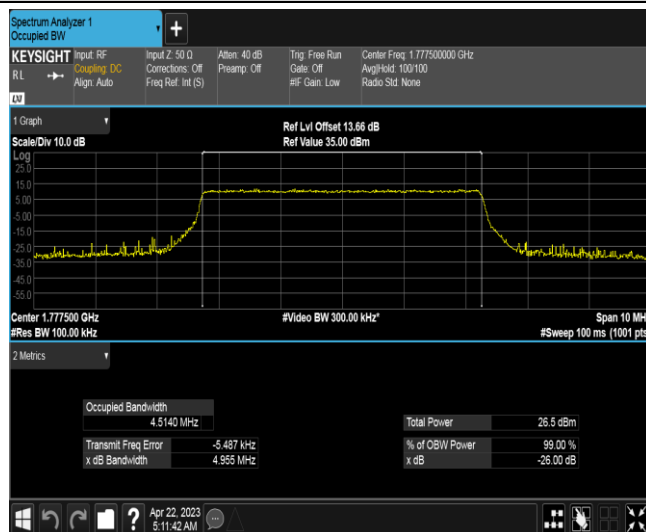 Spectrum Analyzer 1
Occupied BW
+
KEYSIGHT
RL
LXI
Input: RF
Coupling: DC
Align: Auto
Input Z: 50 Ω
Corrections: Off
Freq Ref: Int (S)
Atten: 40 dB
Preamp: Off
Trig: Free Run
Gate: Off
#IF Gain: Low
Center Freq: 1.777500000 GHz
Avg|Hold: 100/100
Radio Std: None
1 Graph
Scale/Div 10.0 dB
Ref Lvl Offset 13.66 dB
Ref Value 35.00 dBm
Log
25.0
15.0
5.00
-5.00
-15.0
-25.0
-35.0
-45.0
-55.0
Center 1.777500 GHz
#Res BW 100.00 kHz
#Video BW 300.00 kHz*
Span 10 MH
#Sweep 100 ms (1001 pts
2 Metrics
Occupied Bandwidth
4.5140 MHz
Transmit Freq Error -5.487 kHz
x dB Bandwidth 4.955 MHz
Total Power 26.5 dBm
% of OBW Power 99.00 %
x dB -26.00 dB
?
Apr 22, 2023
5:11:42 AM